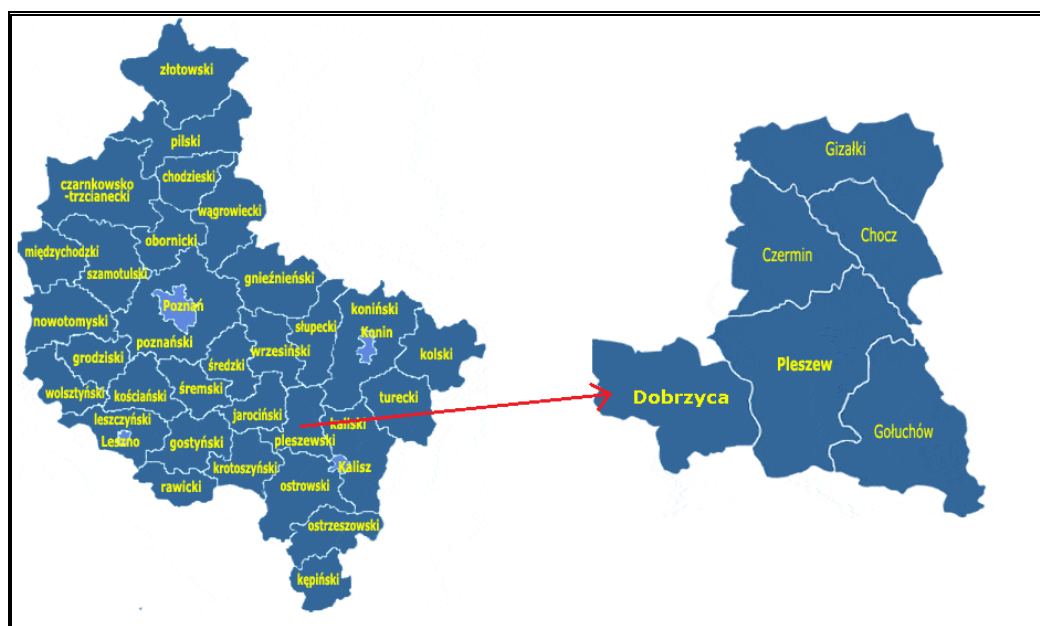 złotowski
pilski
chodzieski
czarnkowsko
-trzcianecki
wągrowiecki
obornicki
międzychodzki
szamotulski
gnieźnieński
Poznań
koniński
nowotomyski
słupecki
Konin
poznański
wrzesiński
kolski
grodziski
średzki
wolsztyński
kościański
śremski
turecki
leszczyński
jarociński
kaliski
Leszno
gostyński
pleszewski
krotoszyński
Kalisz
rawicki
ostrowski
ostrzeszowski
kępiński
Gizałki
Chocz
Czermin
Pleszew
Dobrzyca
Gołuchów